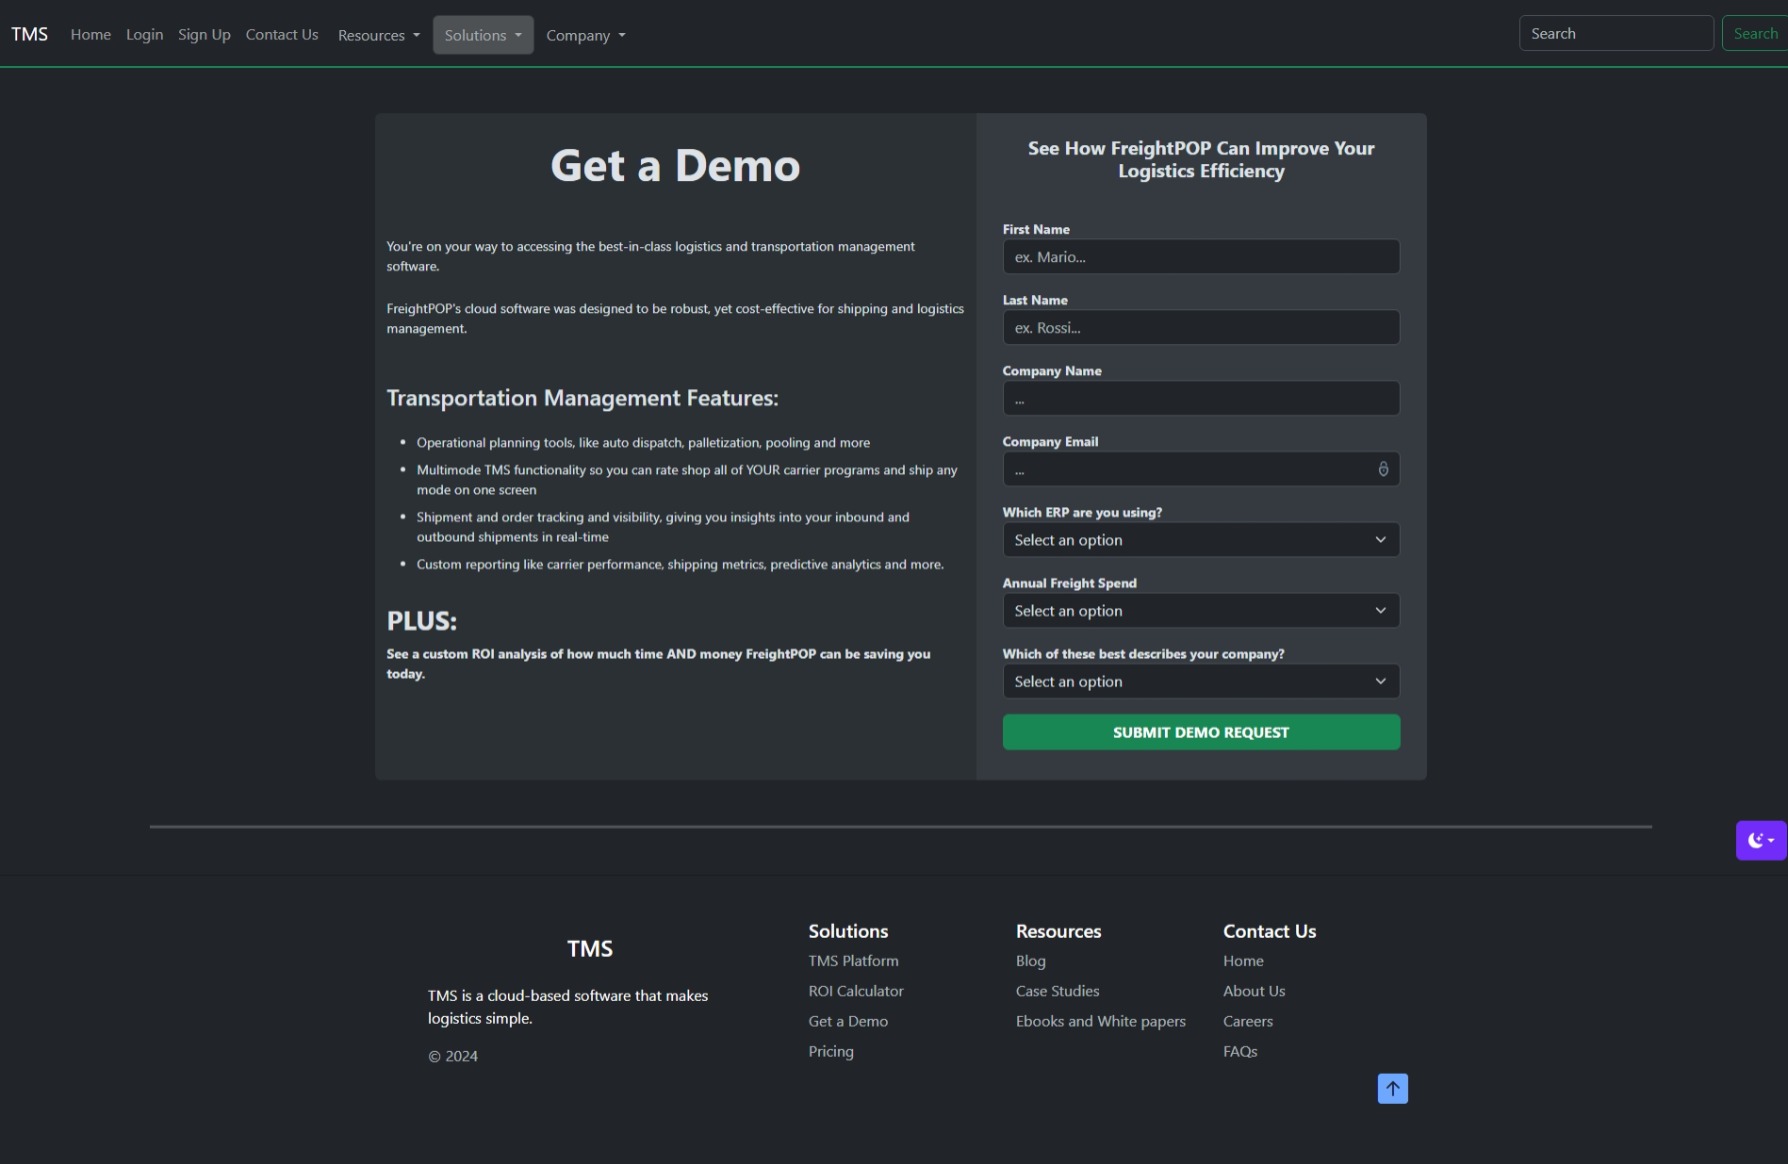 TMS Home Login Sign Up Contact Us Resources Solutions Company Search Search
Get a Demo
You're on your way to accessing the best-in-class logistics and transportation management
software.
FreightPOP's cloud software was designed to be robust, yet cost-effective for shipping and logistics
management.
Transportation Management Features:
• Operational planning tools, like auto dispatch, palletization, pooling and more
• Multimode TMS functionality so you can rate shop all of YOUR carrier programs and ship any
mode on one screen
• Shipment and order tracking and visibility, giving you insights into your inbound and
outbound shipments in real-time
• Custom reporting like carrier performance, shipping metrics, predictive analytics and more.
PLUS:
See a custom ROI analysis of how much time AND money FreightPOP can be saving you
today.
See How FreightPOP Can Improve Your
Logistics Efficiency
First Name
ex. Mario...
Last Name
ex. Rossi...
Company Name
...
Company Email
...
Which ERP are you using?
Select an option
Annual Freight Spend
Select an option
Which of these best describes your company?
Select an option
SUBMIT DEMO REQUEST
TMS
TMS is a cloud-based software that makes
logistics simple.
© 2024
Solutions
TMS Platform
ROI Calculator
Get a Demo
Pricing
Resources
Blog
Case Studies
Ebooks and White papers
Contact Us
Home
About Us
Careers
FAQs